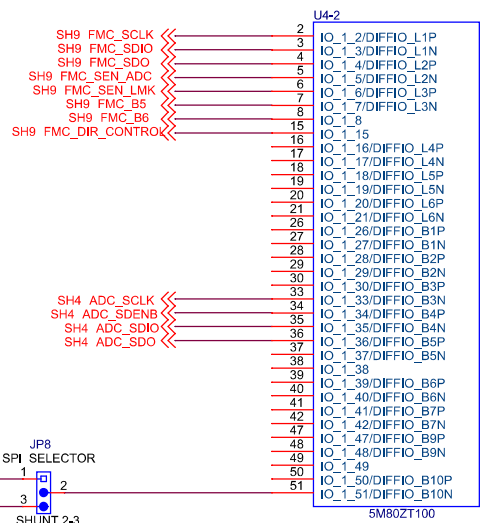 U4-2
SH9 FMC_SCLK 2 IO_1_2/DIFFIO_L1P
SH9 FMC_SDIO 3 IO_1_3/DIFFIO_L1N
SH9 FMC_SDO 4 IO_1_4/DIFFIO_L2P
SH9 FMC_SEN_ADC 5 IO_1_5/DIFFIO_L2N
SH9 FMC_SEN_LMK 6 IO_1_6/DIFFIO_L3P
SH9 FMC_B5 7 IO_1_7/DIFFIO_L3N
SH9 FMC_B6 8 IO_1_8
SH9 FMC_DIR_CONTROL 15 IO_1_15
16 IO_1_16/DIFFIO_L4P
17 IO_1_17/DIFFIO_L4N
18 IO_1_18/DIFFIO_L5P
19 IO_1_19/DIFFIO_L5N
20 IO_1_20/DIFFIO_L6P
21 IO_1_21/DIFFIO_L6N
26 IO_1_26/DIFFIO_B1P
27 IO_1_27/DIFFIO_B1N
28 IO_1_28/DIFFIO_B2P
29 IO_1_29/DIFFIO_B2N
30 IO_1_30/DIFFIO_B3P
SH4 ADC_SCLK 33 IO_1_33/DIFFIO_B3N
SH4 ADC_SDENB 34 IO_1_34/DIFFIO_B4P
SH4 ADC_SDIO 35 IO_1_35/DIFFIO_B4N
SH4 ADC_SDO 36 IO_1_36/DIFFIO_B5P
37 IO_1_37/DIFFIO_B5N
38 IO_1_38
39 IO_1_39/DIFFIO_B6P
40 IO_1_40/DIFFIO_B6N
41 IO_1_41/DIFFIO_B7P
42 IO_1_42/DIFFIO_B7N
47 IO_1_47/DIFFIO_B9P
48 IO_1_48/DIFFIO_B9N
49 IO_1_49
50 IO_1_50/DIFFIO_B10P
51 IO_1_51/DIFFIO_B10N
5M80ZT100
JP8
SPI SELECTOR
1
2
3
SHUNT 2-3